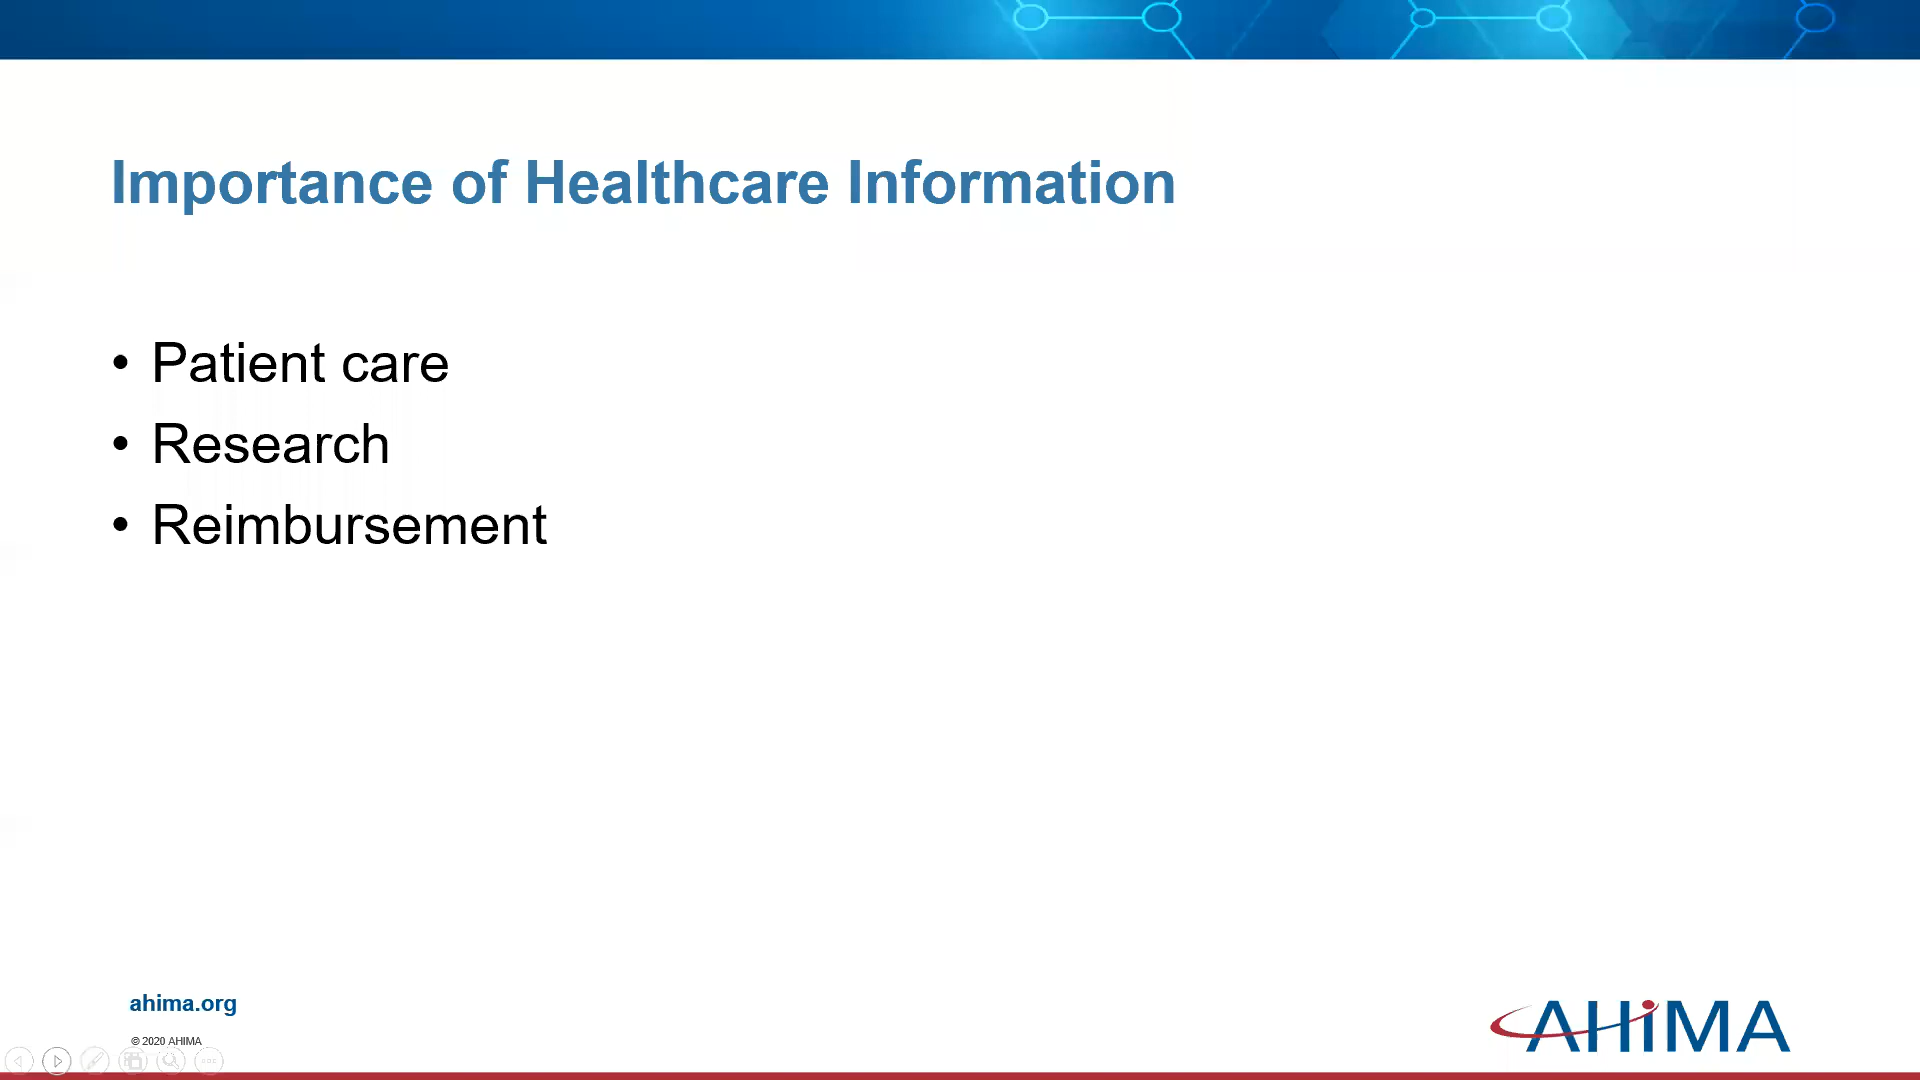 Importance of Healthcare Information
• Patient care
• Research
• Reimbursement
ahima.org
© 2020 AHIMA
AHiMA